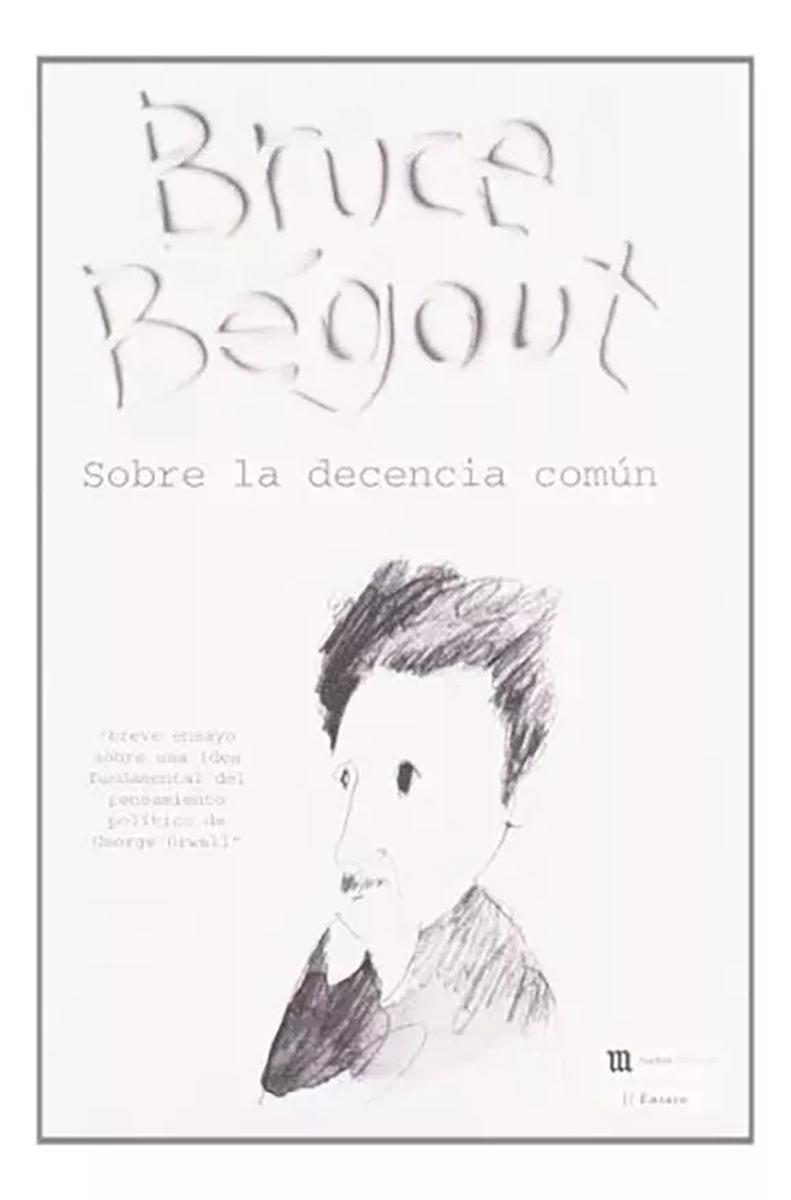 Bruce
Bégout
Sobre la decencia común
"breve ensayo
sobre una idea
fundamental del
pensamiento
político de
George Orwell"
m
|| Ensayo